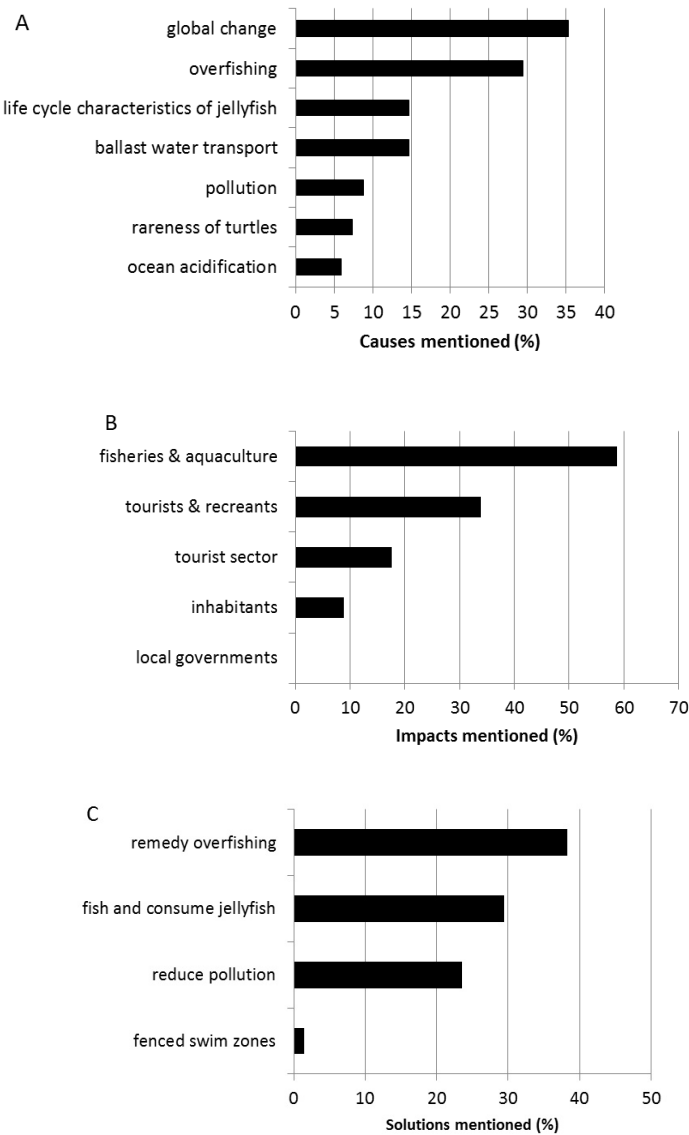 A
global change
overfishing
life cycle characteristics of jellyfish
ballast water transport
pollution
rareness of turtles
ocean acidification
0 5 10 15 20 25 30 35 40
Causes mentioned (%)
B
fisheries & aquaculture
tourists & recreants
tourist sector
inhabitants
local governments
0 10 20 30 40 50 60 70
Impacts mentioned (%)
C
remedy overfishing
fish and consume jellyfish
reduce pollution
fenced swim zones
0 10 20 30 40 50
Solutions mentioned (%)